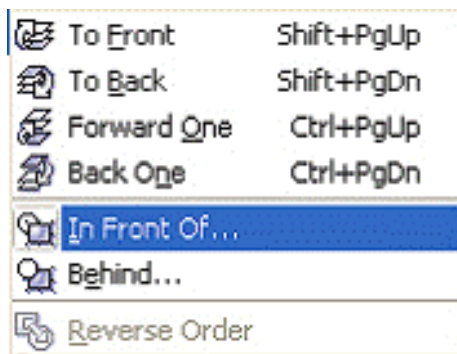 To Front Shift+PgUp
To Back Shift+PgDn
Forward One Ctrl+PgUp
Back One Ctrl+PgDn
In Front Of...
Behind...
Reverse Order